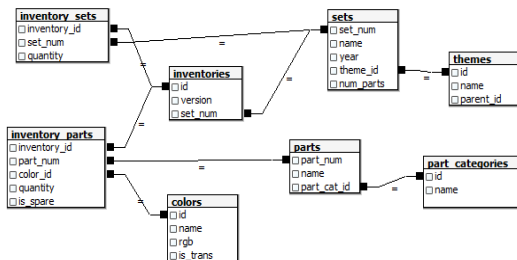 inventory_sets
inventory_id
set_num
quantity
sets
set_num
name
year
theme_id
num_parts
themes
id
name
parent_id
inventories
id
version
set_num
inventory_parts
inventory_id
part_num
color_id
quantity
is_spare
parts
part_num
name
part_cat_id
part_categories
id
name
colors
id
name
rgb
is_trans
=
=
=
=
=
=
=
=